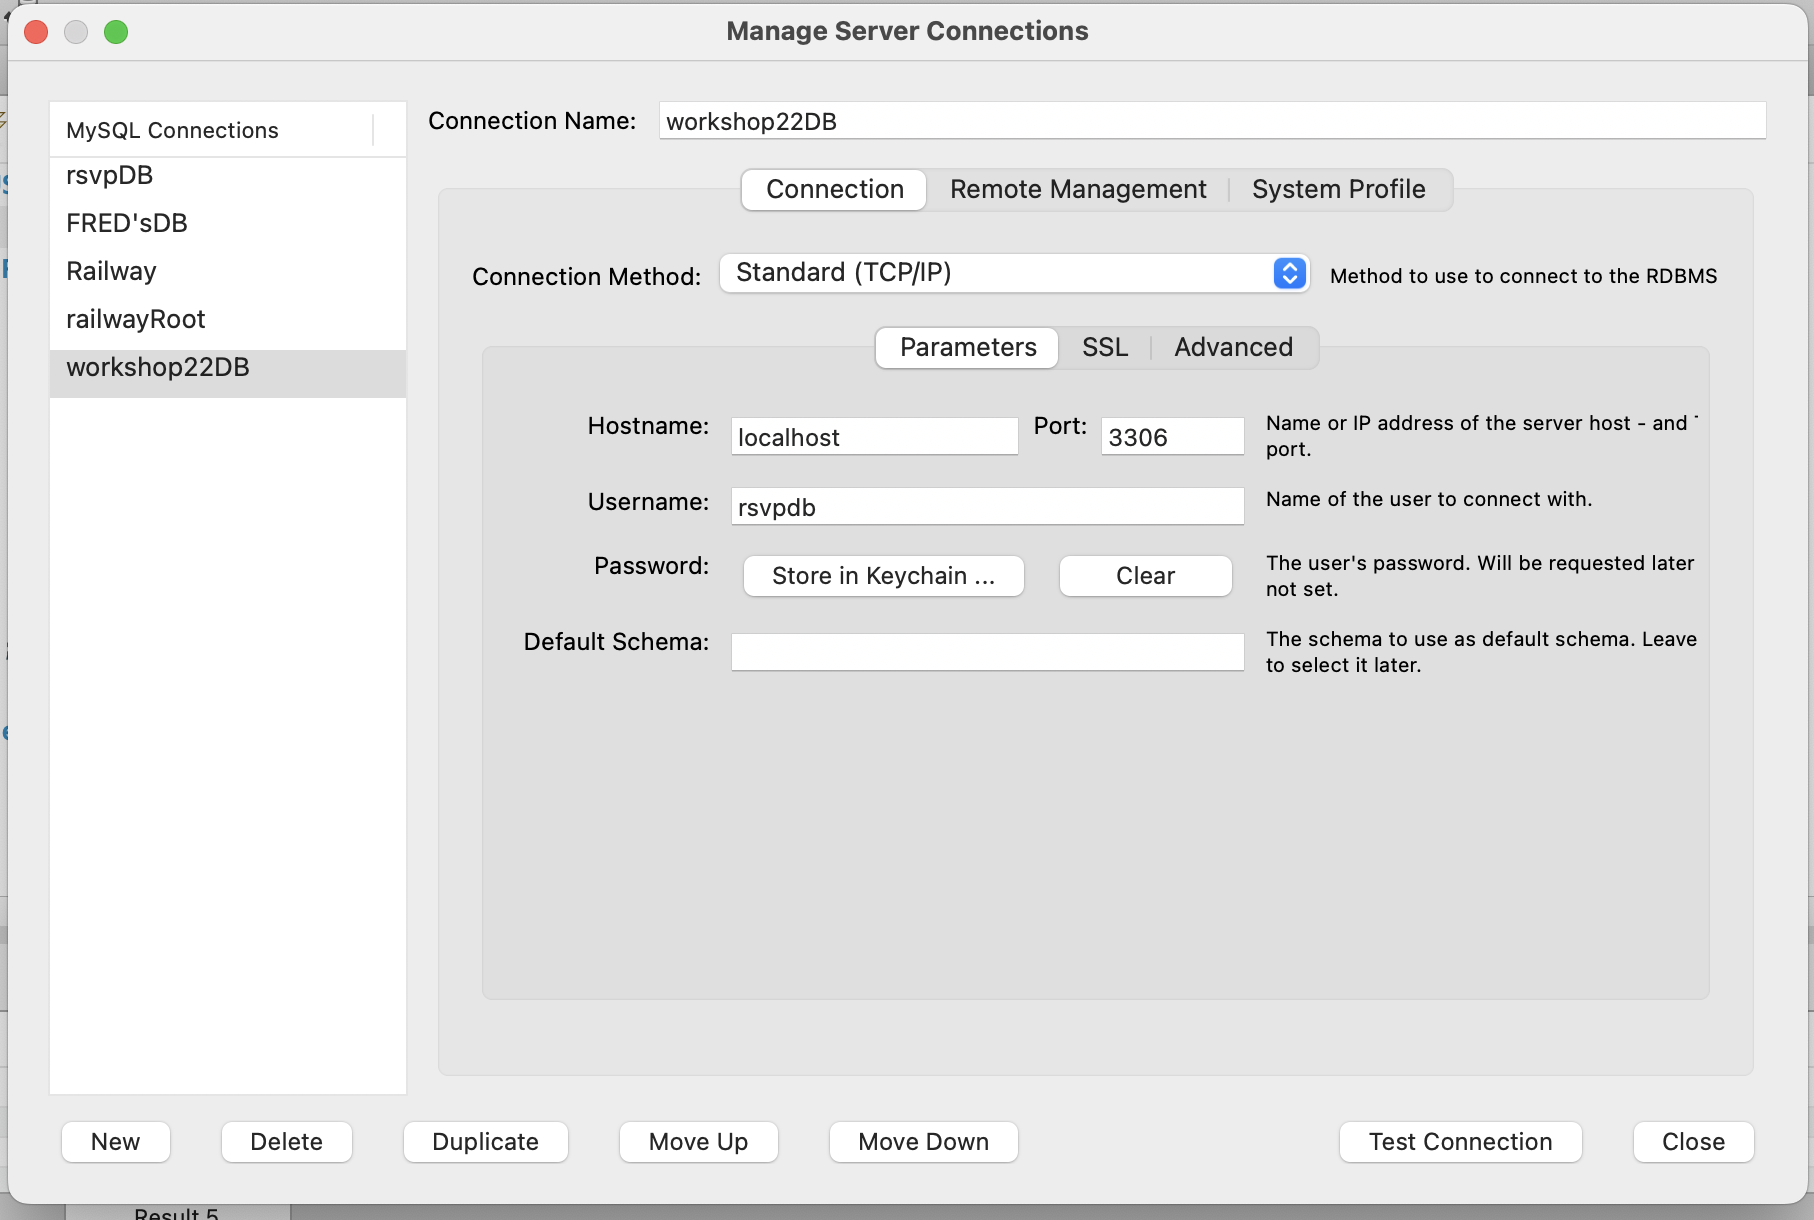 Manage Server Connections
MySQL Connections
rsvpDB
FRED'sDB
Railway
railwayRoot
workshop22DB
Connection Name: workshop22DB
Connection Remote Management System Profile
Connection Method: Standard (TCP/IP) Method to use to connect to the RDBMS
Parameters SSL Advanced
Hostname: localhost Port: 3306 Name or IP address of the server host - and
port.
Username: rsvpdb Name of the user to connect with.
Password: Store in Keychain ... Clear The user's password. Will be requested later
not set.
Default Schema: The schema to use as default schema. Leave
to select it later.
New Delete Duplicate Move Up Move Down Test Connection Close
Result 5